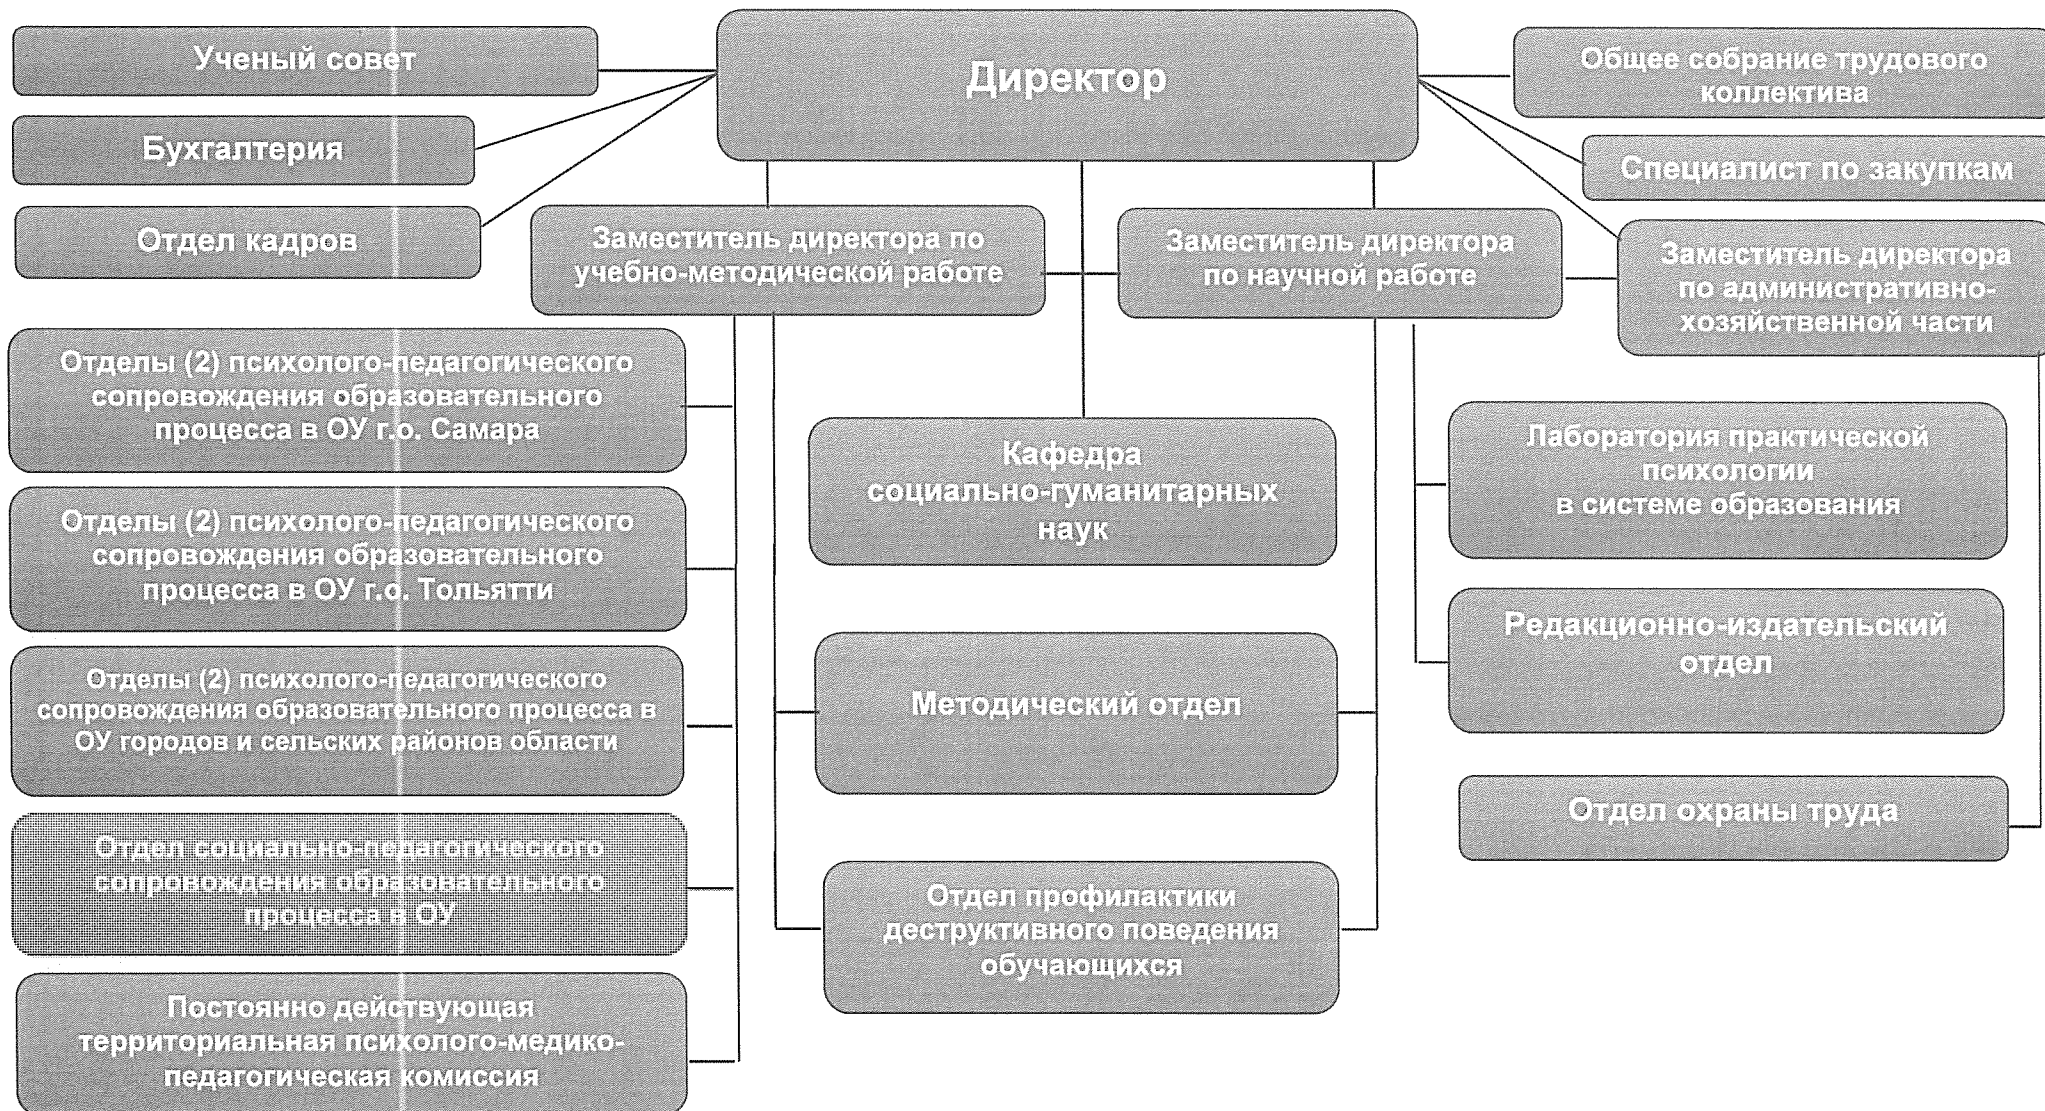 Ученый совет
Директор
Общее собрание трудового
коллектива
Бухгалтерия
Специалист по закупкам
Отдел кадров
Заместитель директора по
учебно-методической работе
Заместитель директора
по научной работе
Заместитель директора
по административно-
хозяйственной части
Отделы (2) психолого-педагогического
сопровождения образовательного
процесса в ОУ г.о. Самара
Отделы (2) психолого-педагогического
сопровождения образовательного
процесса в ОУ г.о. Тольятти
Отделы (2) психолого-педагогического
сопровождения образовательного процесса в
ОУ городов и сельских районов области
Отдел социально-педагогического
сопровождения образовательного
процесса в ОУ
Постоянно действующая
территориальная психолого-медико-
педагогическая комиссия
Кафедра
социально-гуманитарных
наук
Методический отдел
Отдел профилактики
деструктивного поведения
обучающихся
Лаборатория практической
психологии
в системе образования
Редакционно-издательский
отдел
Отдел охраны труда